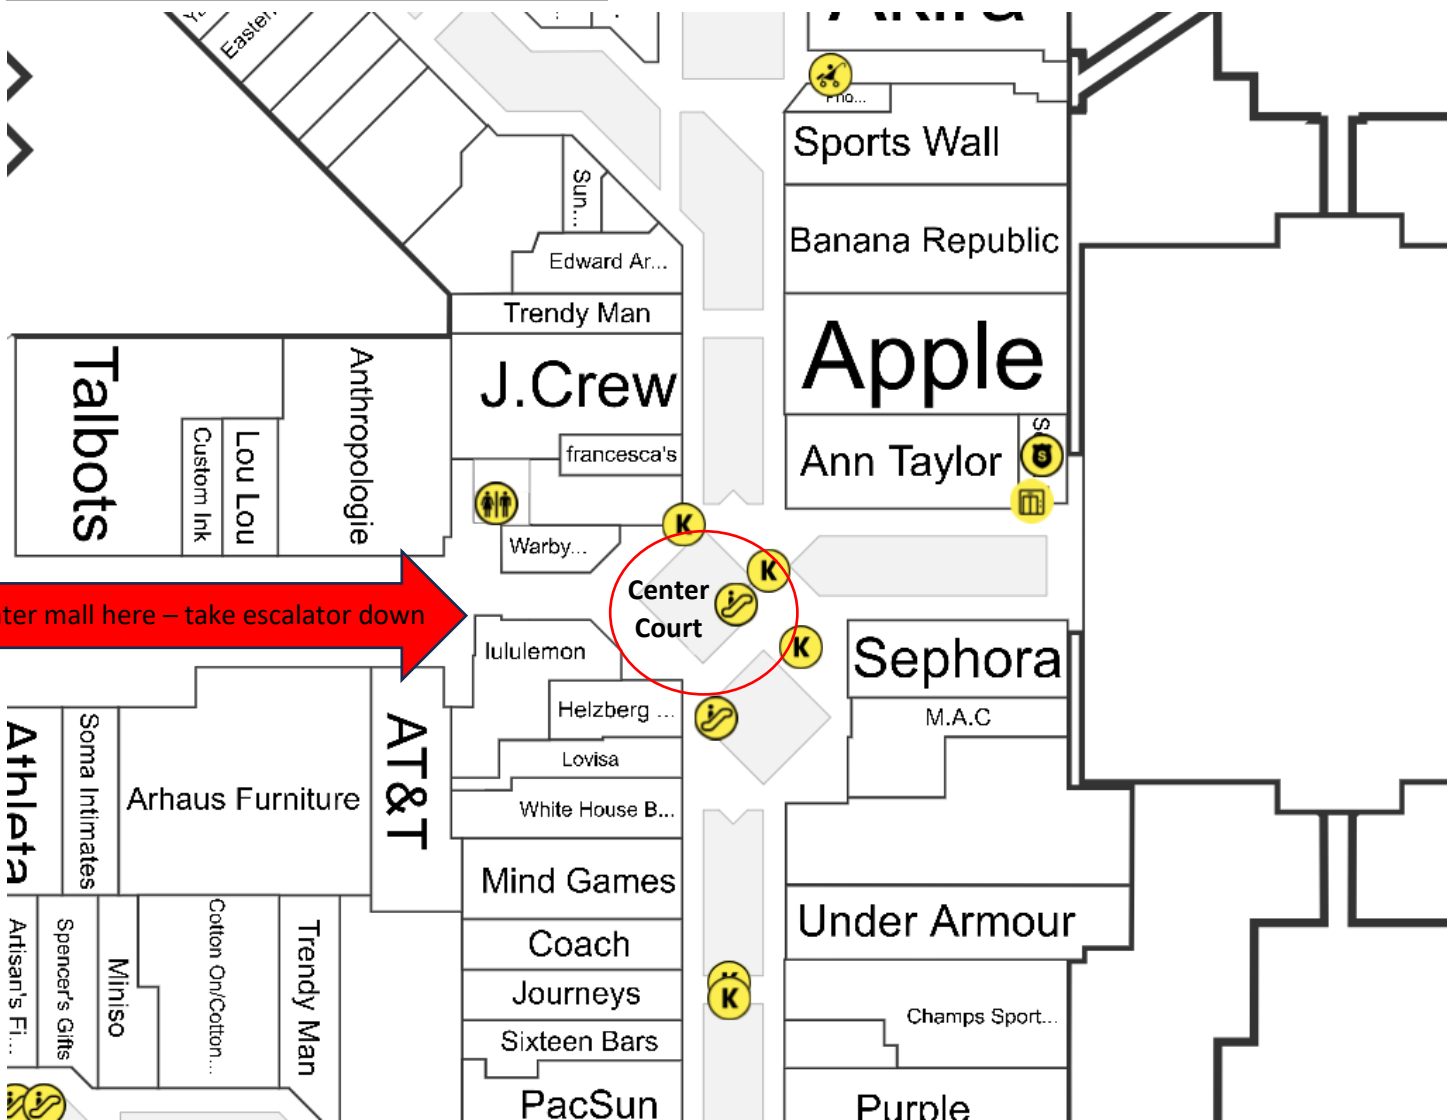 Easter
Sports Wall
Sun...
Banana Republic
Edward Ar...
Trendy Man
Apple
Talbots
Anthropologie
J.Crew
Custom Ink
Lou Lou
francesca's
Ann Taylor
S
K
Warby...
K
Center
Court
ter mall here – take escalator down
K
lululemon
Sephora
Helzberg ...
M.A.C
Athleta
Soma Intimates
AT&T
Lovisa
Arhaus Furniture
White House B...
Mind Games
Under Armour
Artisan's Fi...
Spencer's Gifts
Miniso
Cotton On/Cotton...
Trendy Man
Coach
Journeys
K
K
Champs Sport...
Sixteen Bars
PacSun
Purple